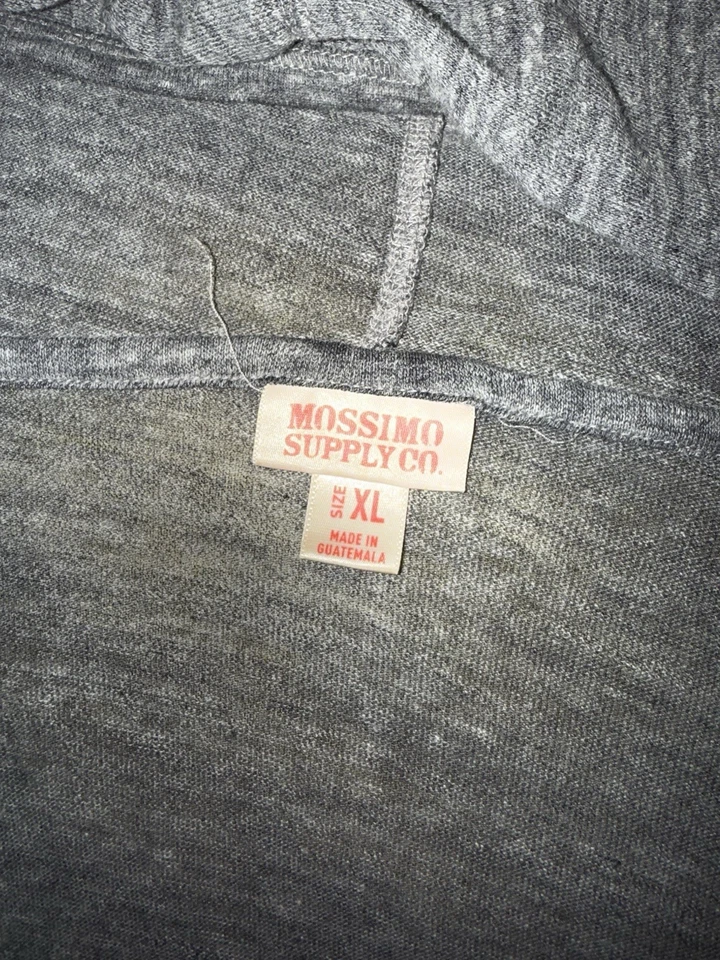 MOSSIMO
SUPPLY CO.
SIZE XL
MADE IN
GUATEMALA